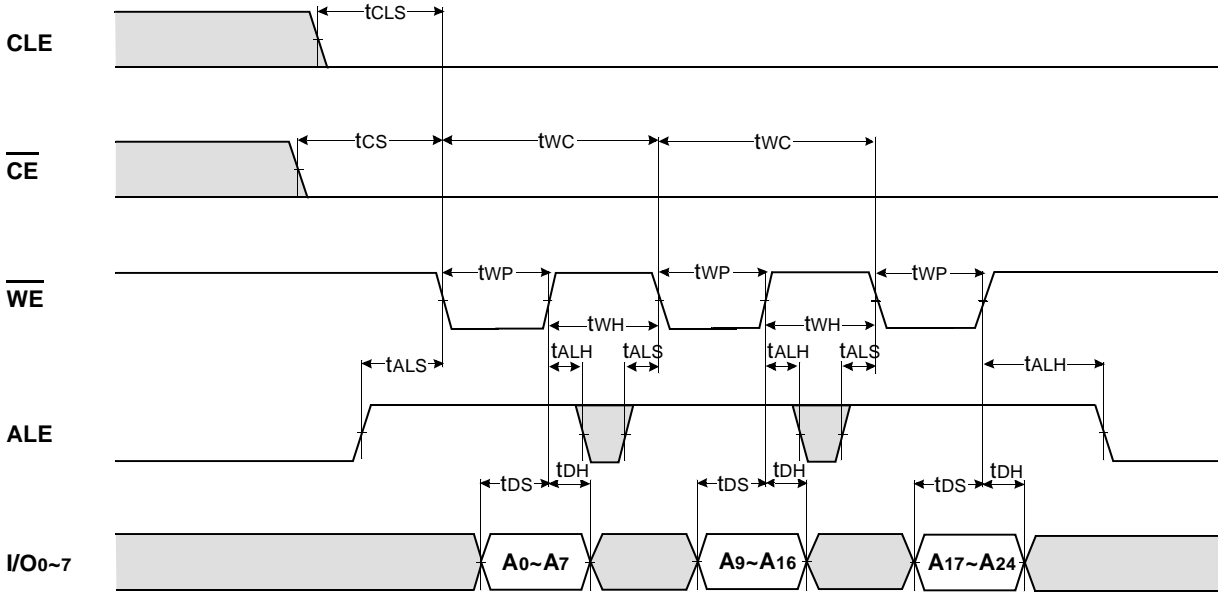 tCLS
CLE
tCS tWC tWC
CE
tWP tWP tWP
WE
tWH tWH
tALH tALS tALH tALS
tALS tALH
ALE
tDS tDH tDS tDH tDS tDH
I/O0~7 A0~A7 A9~A16 A17~A24